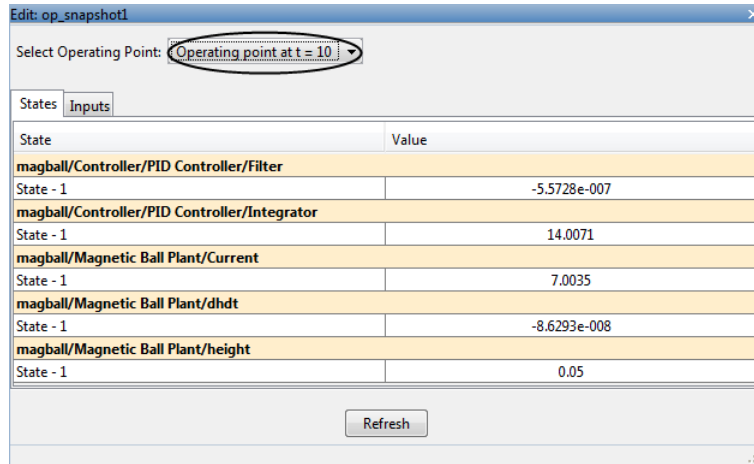 Edit: op_snapshot1
Select Operating Point: Operating point at t = 10
States Inputs
State Value
magball/Controller/PID Controller/Filter
State - 1 -5.5728e-007
magball/Controller/PID Controller/Integrator
State - 1 14.0071
magball/Magnetic Ball Plant/Current
State - 1 7.0035
magball/Magnetic Ball Plant/dhdt
State - 1 -8.6293e-008
magball/Magnetic Ball Plant/height
State - 1 0.05
Refresh